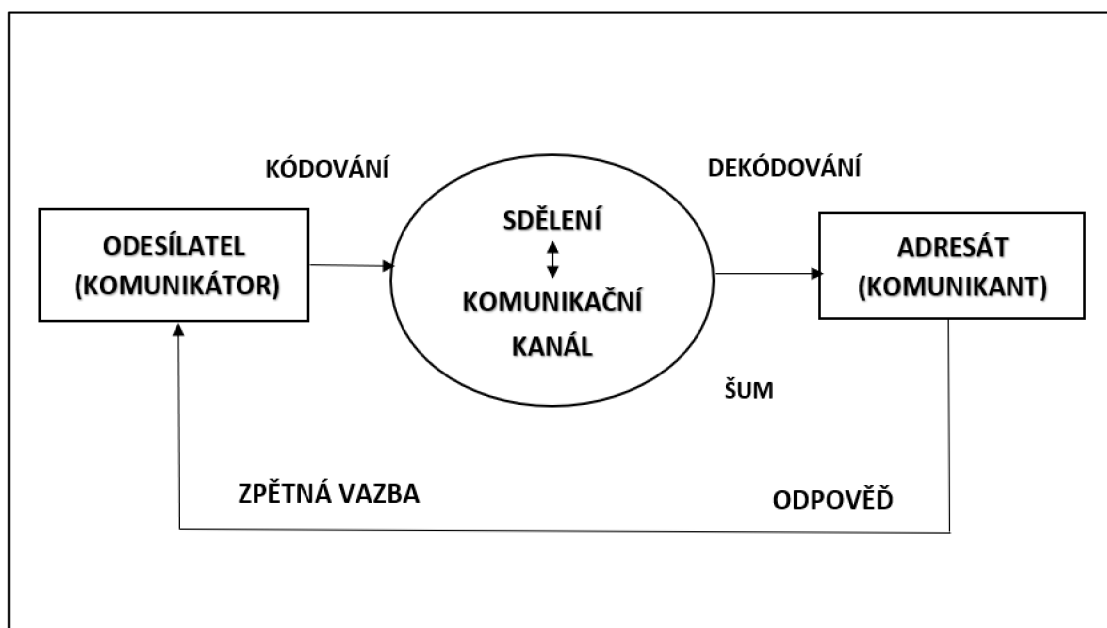 KÓDOVÁNÍ
DEKÓDOVÁNÍ
ODESÍLATEL
(KOMUNIKÁTOR)
SDĚLENÍ
KOMUNIKAČNÍ
KANÁL
ADRESÁT
(KOMUNIKANT)
ŠUM
ZPĚTNÁ VAZBA
ODPOVĚĎ